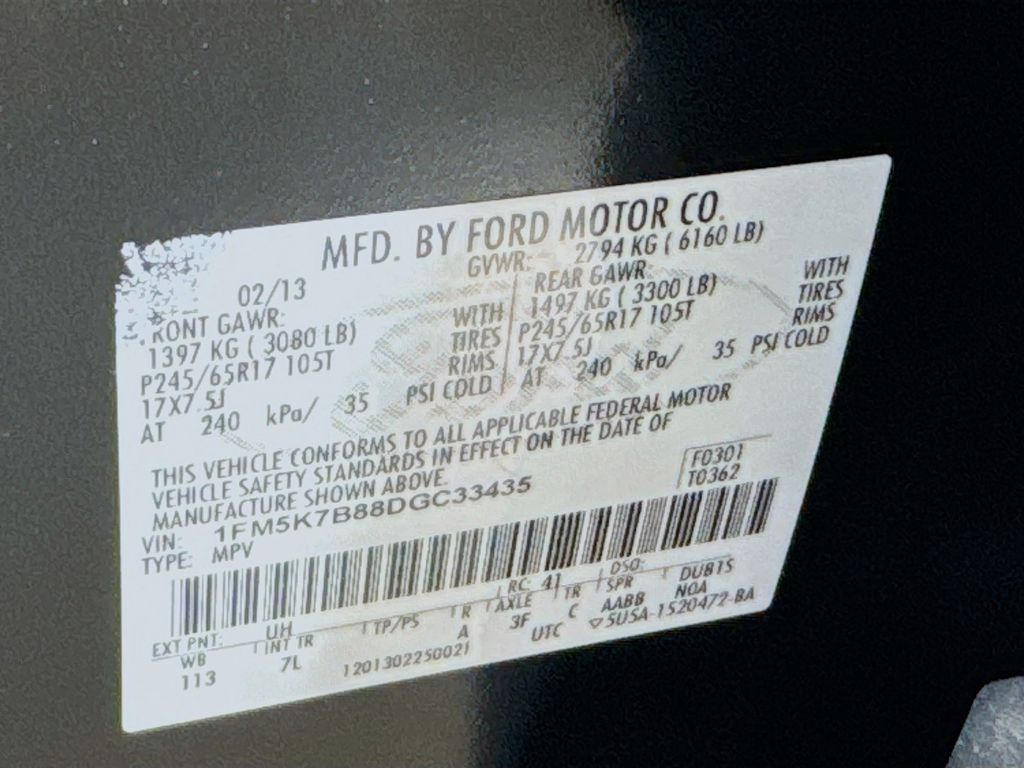 MFD. BY FORD MOTOR CO.
02/13 GVWR: 2794 KG ( 6160 LB)
RONT GAWR: REAR GAWR
1397 KG ( 3080 LB) WITH 1497 KG ( 3300 LB) WITH
P245/65R17 105T TIRES P245/65R17 105T TIRES
17X7.5J RIMS 17X7.5J RIMS
AT 240 kPa/ 35 PSI COLD AT 240 kPa/ 35 PSI COLD
THIS VEHICLE CONFORMS TO ALL APPLICABLE FEDERAL MOTOR
VEHICLE SAFETY STANDARDS IN EFFECT ON THE DATE OF
MANUFACTURE SHOWN ABOVE.
F0301
T0362
VIN: 1FM5K7B88DGC33435
TYPE: MPV
EXT PNT: UH RC: 41 DSO:
WB INT TR TP/PS R AXLE TR SPR DUB1S
113 7L A 3F C AABB NOA
1201302250021 UTC ▽5U5A-1520472-BA